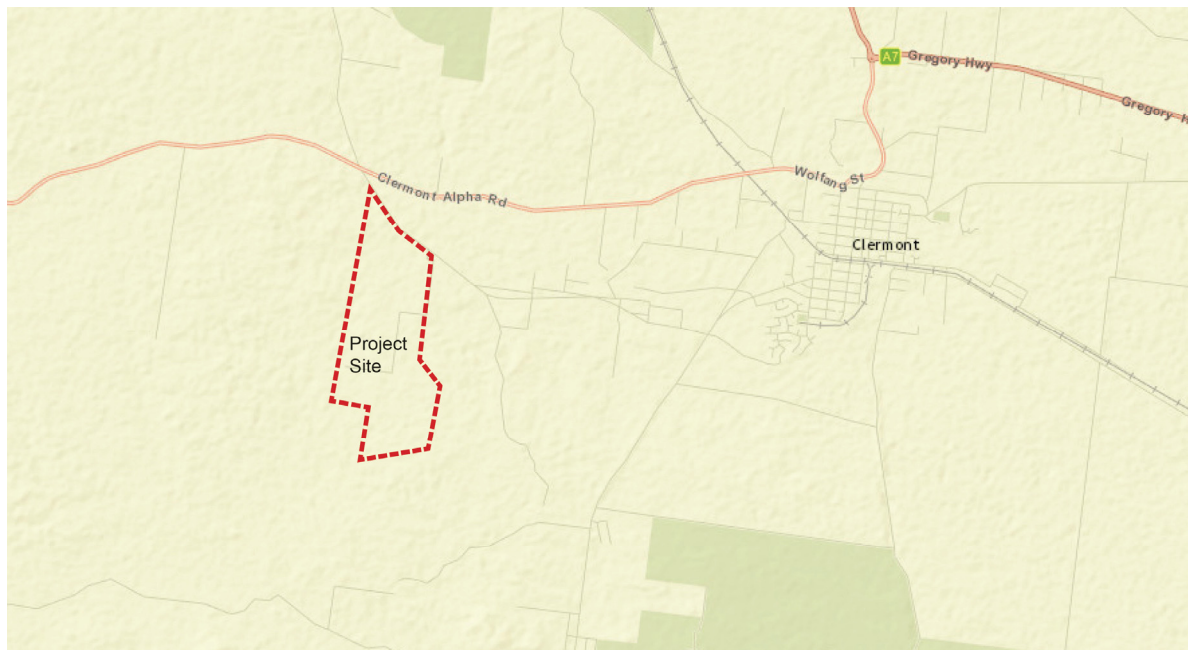 A7
Gregory Hwy
Gregory H
Clermont Alpha Rd
Wolfang St
Clermont
Project
Site